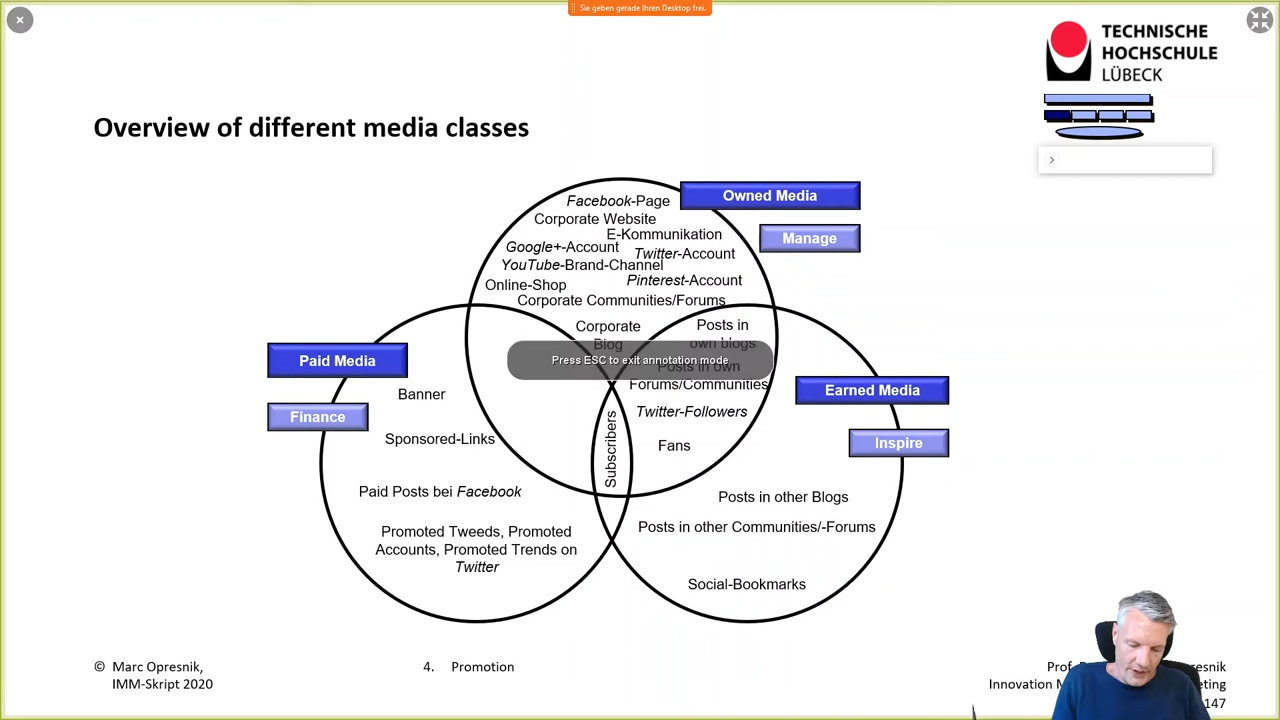 Sie geben gerade Ihren Desktop frei.
TECHNISCHE
HOCHSCHULE
LÜBECK
Overview of different media classes
Owned Media
Manage
Facebook-Page
Corporate Website
E-Kommunikation
Google+-Account
Twitter-Account
YouTube-Brand-Channel
Pinterest-Account
Online-Shop
Corporate Communities/Forums
Corporate
Blog
Posts in
own blogs
Press ESC to exit annotation mode
Posts in own
Forums/Communities
Twitter-Followers
Fans
Subscribers
Paid Media
Finance
Banner
Sponsored-Links
Paid Posts bei Facebook
Promoted Tweeds, Promoted
Accounts, Promoted Trends on
Twitter
Earned Media
Inspire
Posts in other Blogs
Posts in other Communities/-Forums
Social-Bookmarks
© Marc Opresnik,
IMM-Skript 2020
4. Promotion
Prof.
Innovation
147